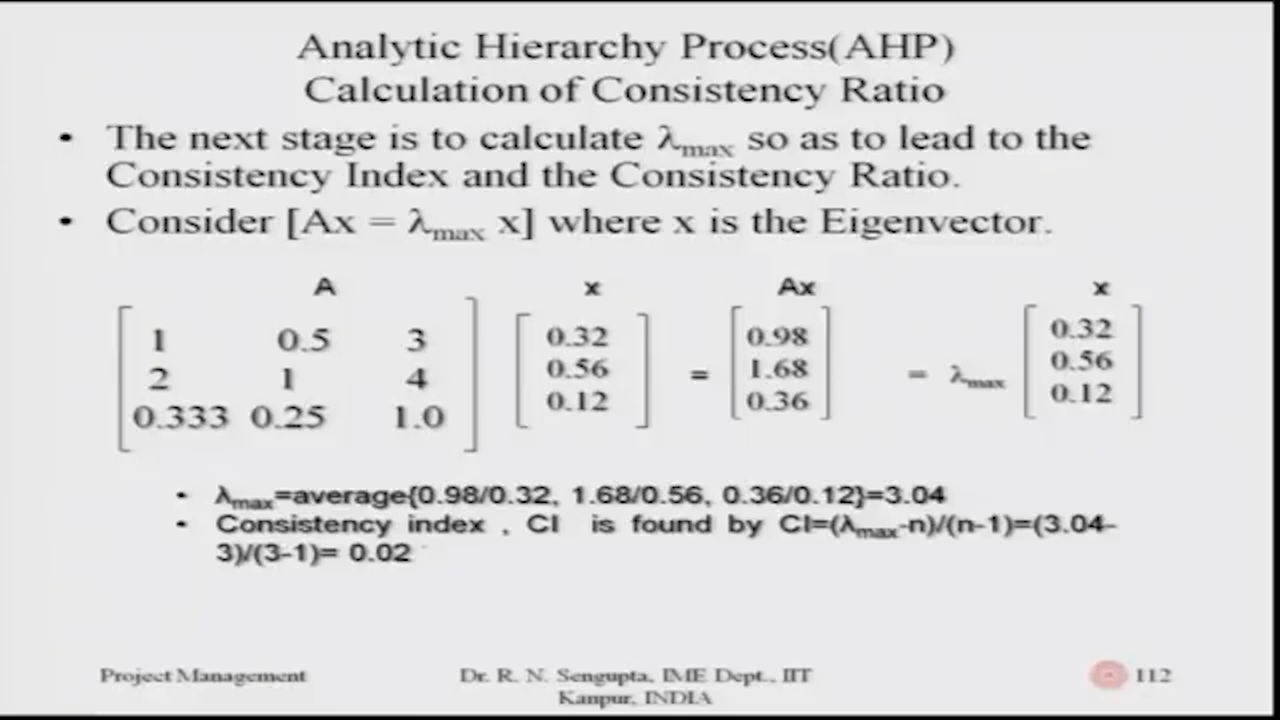 Analytic Hierarchy Process(AHP)
Calculation of Consistency Ratio
• The next stage is to calculate λmax so as to lead to the
Consistency Index and the Consistency Ratio.
• Consider [Ax = λmax x] where x is the Eigenvector.
A x Ax x
1 0.5 3 0.32 0.98 0.32
2 1 4 0.56 = 1.68 = λmax 0.56
0.333 0.25 1.0 0.12 0.36 0.12
• λmax=average{0.98/0.32, 1.68/0.56, 0.36/0.12}=3.04
• Consistency index , CI is found by CI=(λmax-n)/(n-1)=(3.04-
3)/(3-1)= 0.02
Project Management Dr. R. N. Sengupta, IME Dept., IIT 112
Kanpur, INDIA